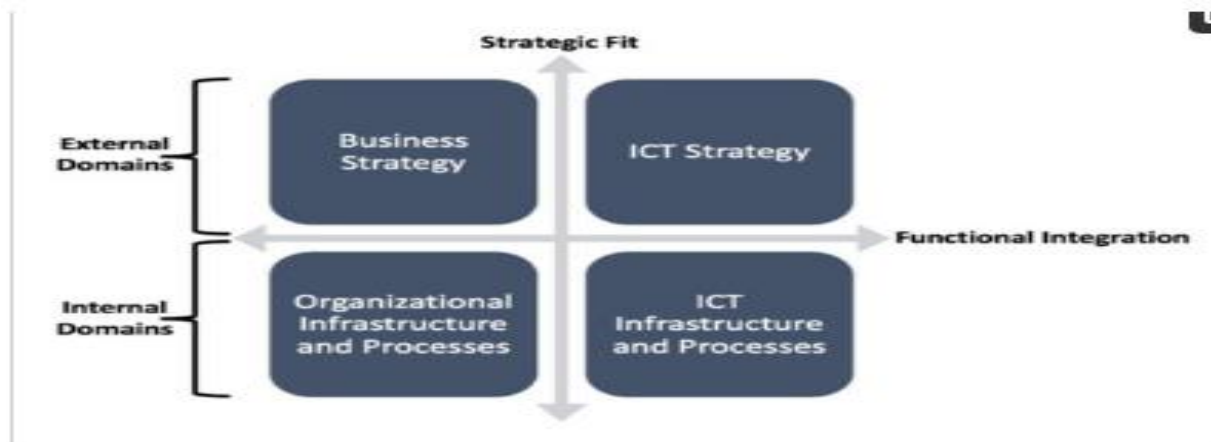 Strategic Fit
External
Domains
Business
Strategy
ICT Strategy
Functional Integration
Internal
Domains
Organizational
Infrastructure
and Processes
ICT
Infrastructure
and Processes